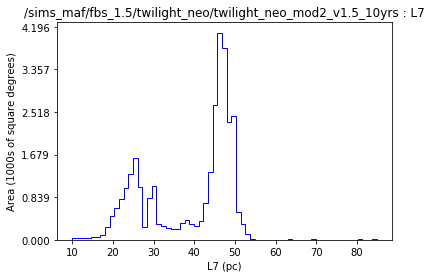 /sims_maf/fbs_1.5/twilight_neo/twilight_neo_mod2_v1.5_10yrs : L7
4.196
3.357
2.518
1.679
0.839
0.000
Area (1000s of square degrees)
10 20 30 40 50 60 70 80
L7 (pc)